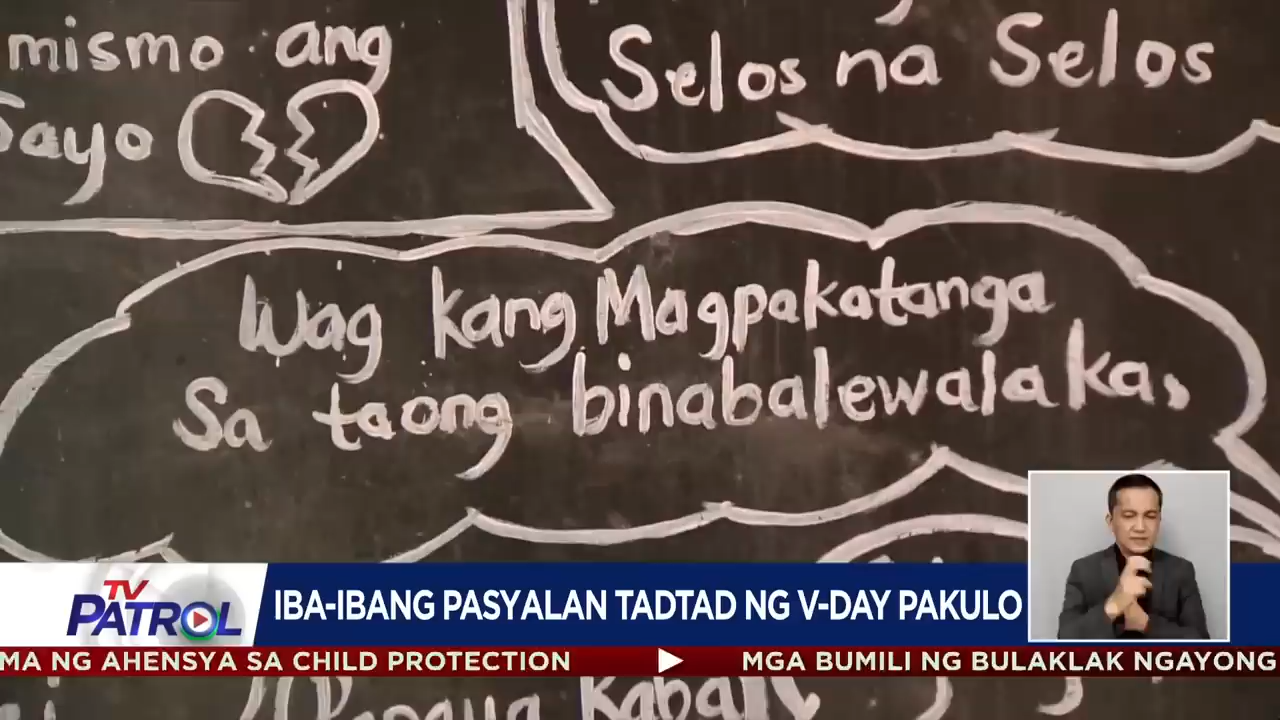 mismo ang
Sayo
Selos na Selos
Wag kang Magpakatanga
Sa taong binabalewala ka,
TV PATROL
IBA-IBANG PASYALAN TADTAD NG V-DAY PAKULO
MA NG AHENSYA SA CHILD PROTECTION
MGA BUMILI NG BULAKLAK NGAYONG